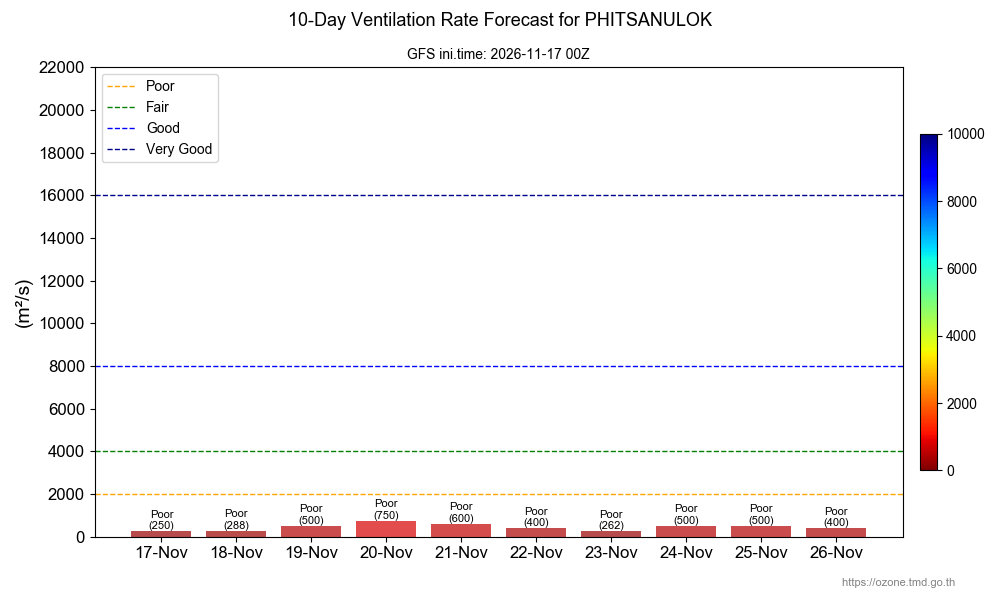 10-Day Ventilation Rate Forecast for PHITSANULOK
GFS ini.time: 2026-11-17 00Z
22000
20000
18000
16000
14000
12000
10000
8000
6000
4000
2000
0
(m²/s)
Poor
Fair
Good
Very Good
Poor
(250)
Poor
(288)
Poor
(500)
Poor
(750)
Poor
(600)
Poor
(400)
Poor
(262)
Poor
(500)
Poor
(500)
Poor
(400)
17-Nov
18-Nov
19-Nov
20-Nov
21-Nov
22-Nov
23-Nov
24-Nov
25-Nov
26-Nov
10000
8000
6000
4000
2000
0
https://ozone.tmd.go.th